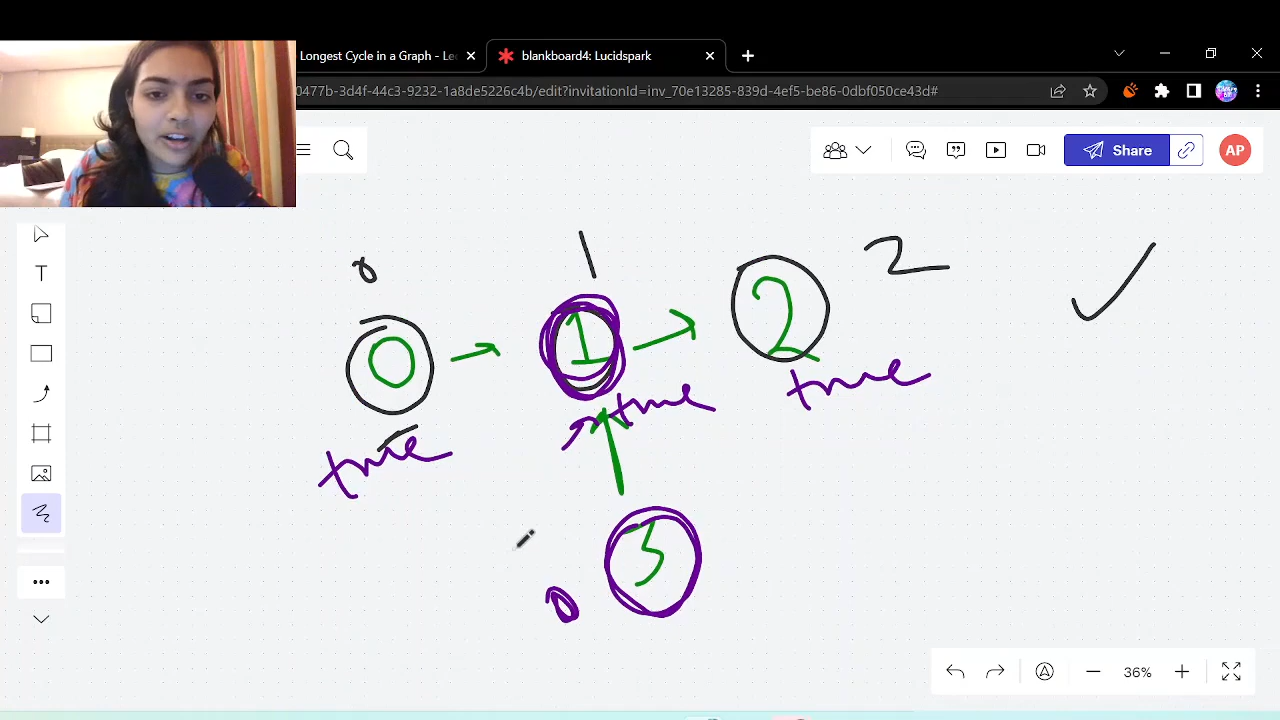 Longest Cycle in a Graph - Lee
blankboard4: Lucidspark
0477b-3d4f-44c3-9232-1a8de5226c4b/edit?invitationId=inv_70e13285-839d-4ef5-be86-0dbf050ce43d#
Share
AP
T
0 1 2
0 1 2
true true true
3
0
36%